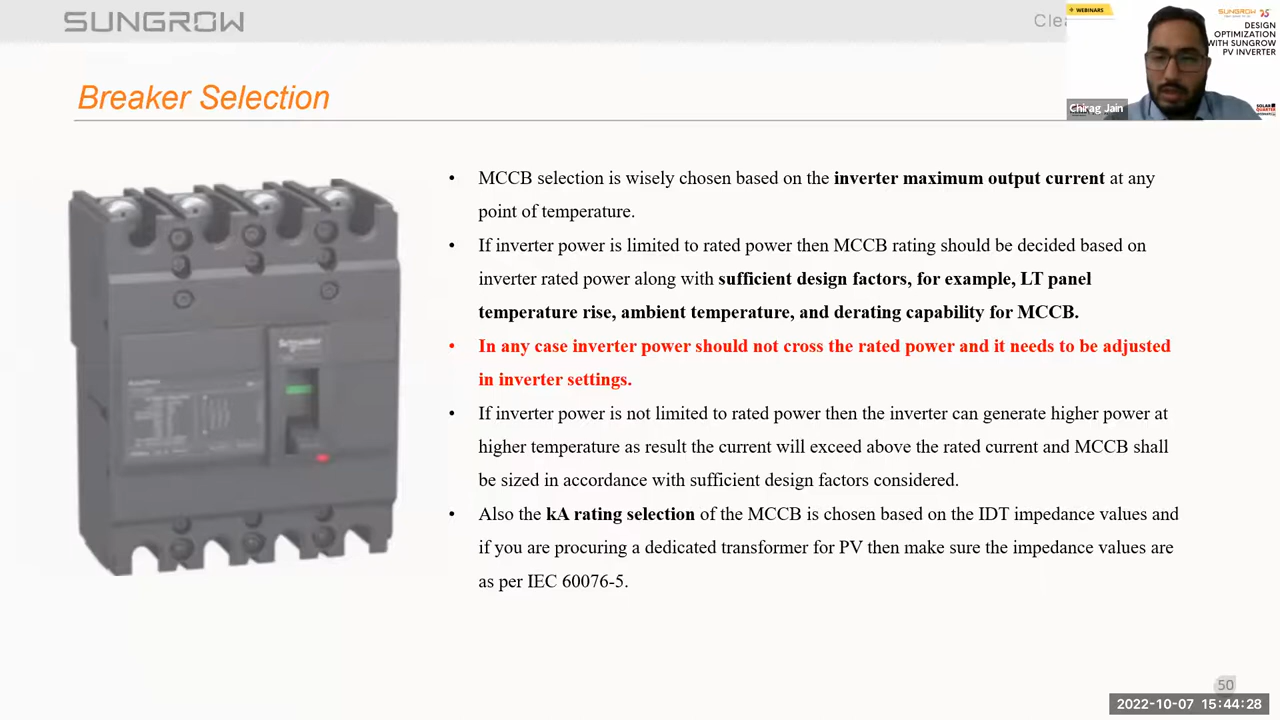 SUNGROW
Cle
WEBINARS
SUNGROW 25
DESIGN
OPTIMIZATION
WITH SUNGROW
PV INVERTER
Chirag Jain
SOLAR
QUARTER
Breaker Selection
• MCCB selection is wisely chosen based on the inverter maximum output current at any
point of temperature.
• If inverter power is limited to rated power then MCCB rating should be decided based on
inverter rated power along with sufficient design factors, for example, LT panel
temperature rise, ambient temperature, and derating capability for MCCB.
• In any case inverter power should not cross the rated power and it needs to be adjusted
in inverter settings.
• If inverter power is not limited to rated power then the inverter can generate higher power at
higher temperature as result the current will exceed above the rated current and MCCB shall
be sized in accordance with sufficient design factors considered.
• Also the kA rating selection of the MCCB is chosen based on the IDT impedance values and
if you are procuring a dedicated transformer for PV then make sure the impedance values are
as per IEC 60076-5.
Schneider
50
2022-10-07 15:44:28